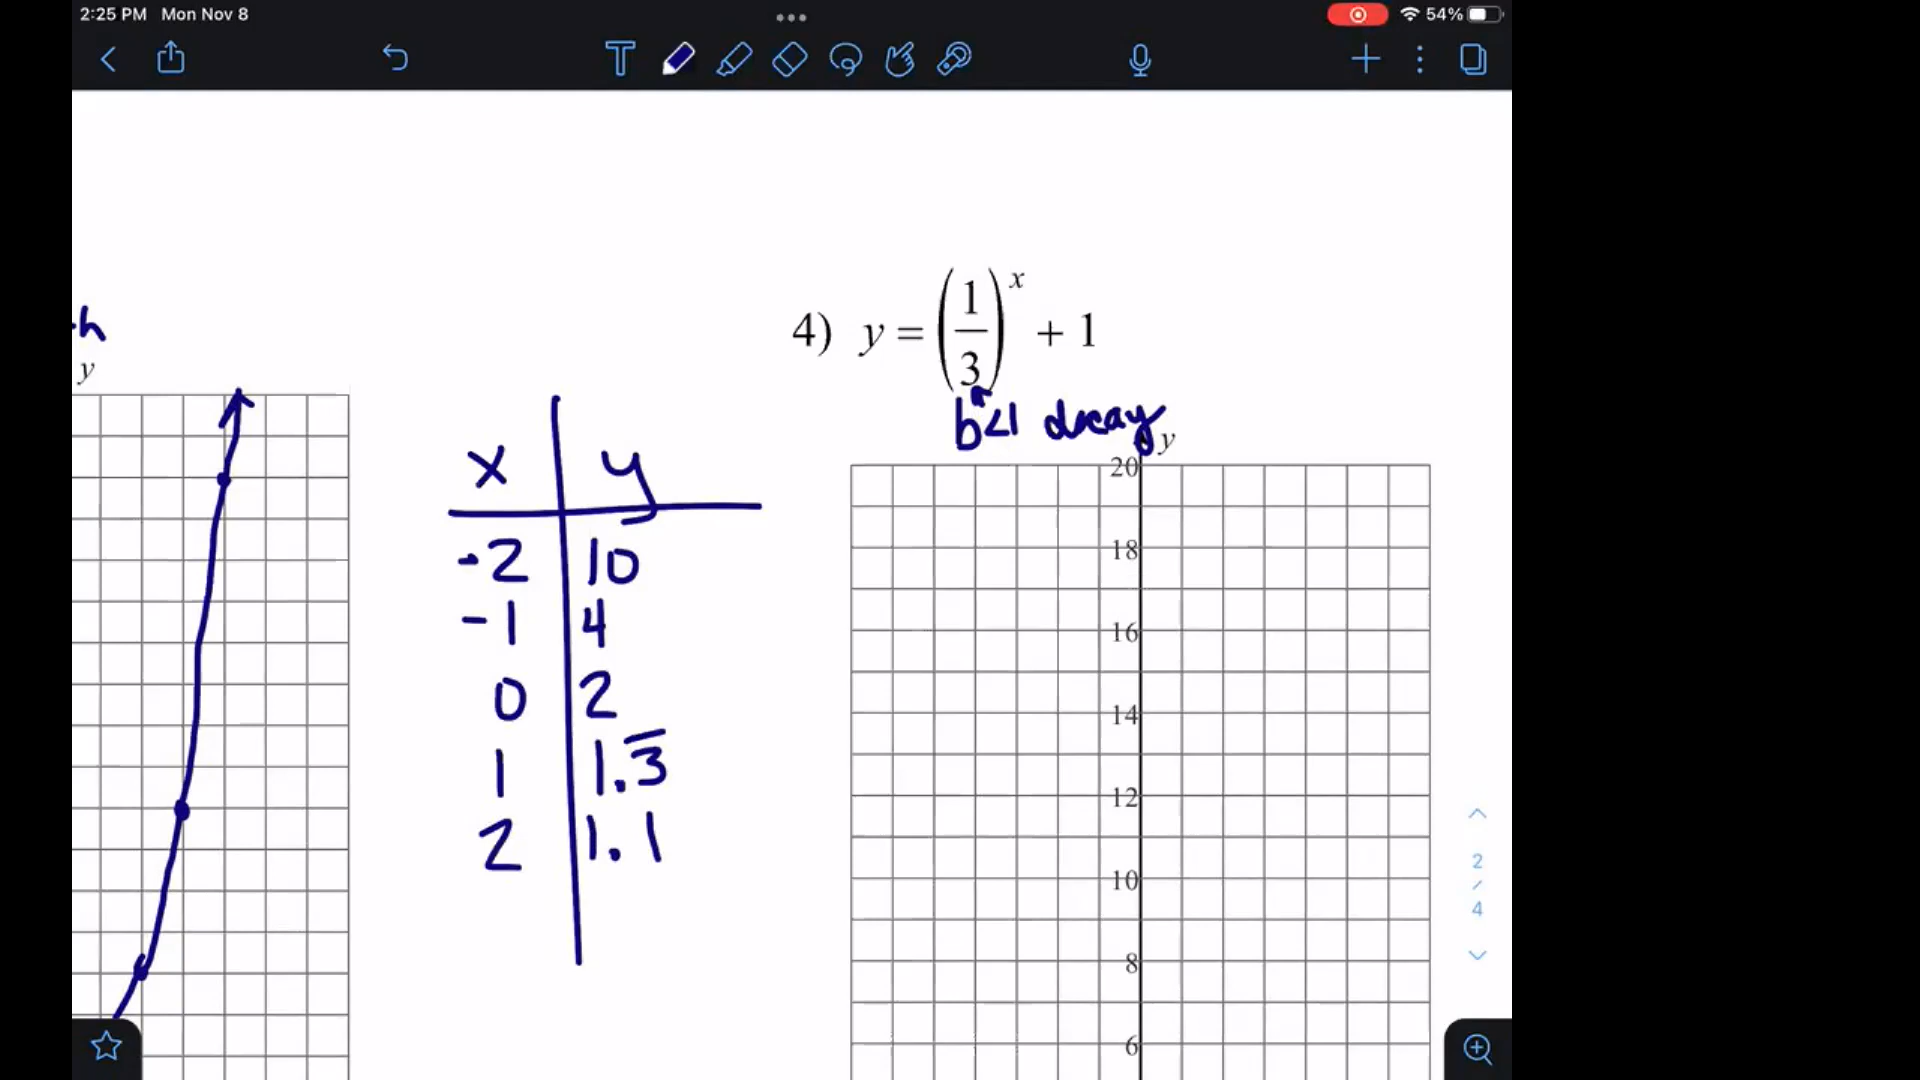 2:25 PM Mon Nov 8
54%
T
h
y
4) y = (1/3)^x + 1
b<1 decay
y
x y
-2 10
-1 4
0 2
1 1.3̅
2 1.1
20
18
16
14
12
10
8
6
2
/
4